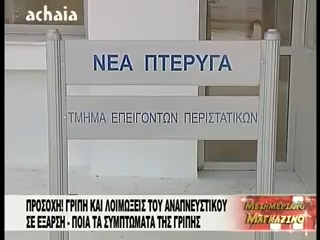 achaia
ΝΕΑ ΠΤΕΡΥΓΑ
ΤΜΗΜΑ ΕΠΕΙΓΟΝΤΩΝ ΠΕΡΙΣΤΑΤΙΚΩΝ
ΠΡΟΣΟΧΗ! ΓΡΙΠΗ ΚΑΙ ΛΟΙΜΩΞΕΙΣ ΤΟΥ ΑΝΑΠΝΕΥΣΤΙΚΟΥ
ΣΕ ΕΞΑΡΣΗ - ΠΟΙΑ ΤΑ ΣΥΜΠΤΩΜΑΤΑ ΤΗΣ ΓΡΙΠΗΣ
ΜΕΣΗΜΕΡΙΑΝΟ
ΜΑΓΚΑΖΙΝΟ